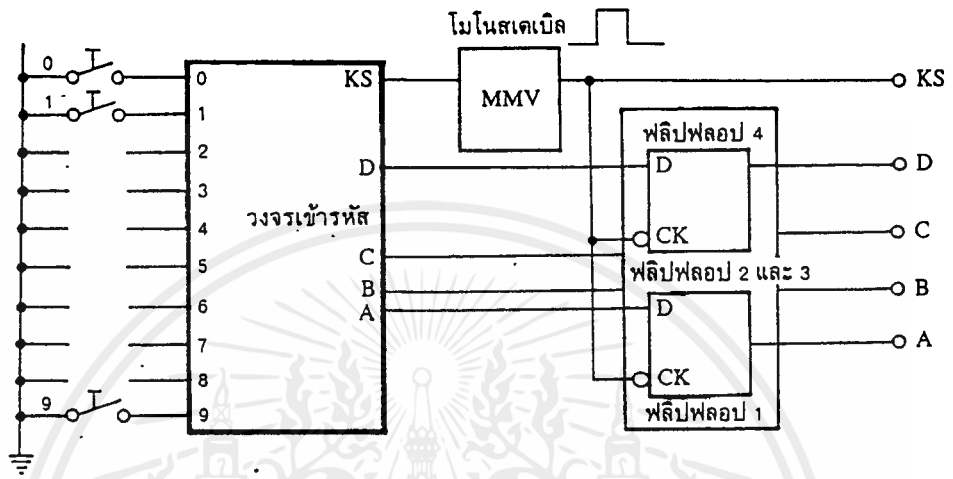 โมโนสเตเบิล
0 T 0 KS MMV KS
1 T 1
ฟลิปฟลอป 4
2 D D D
3
4 วงจรเข้ารหัส C
5 C CK
ฟลิปฟลอป 2 และ 3
6 B B
A D
7 A
8 CK
9 T 9
ฟลิปฟลอป 1